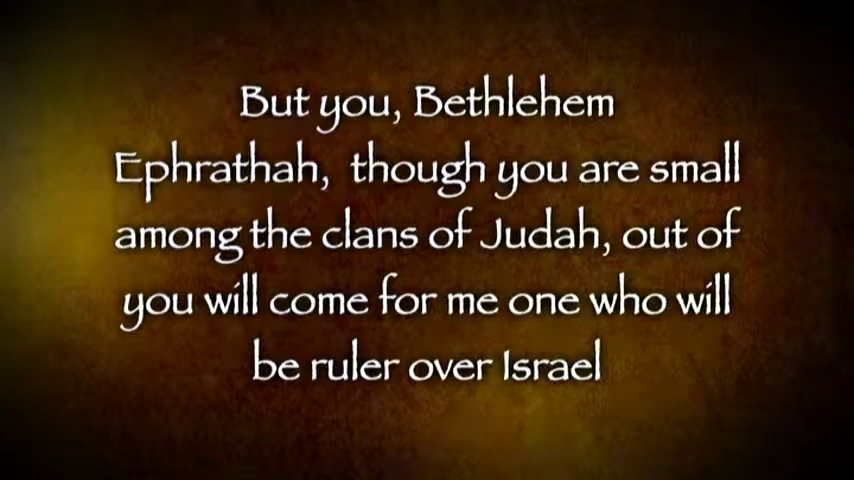 But you, Bethlehem
Ephrathah,  though you are small
among the clans of Judah, out of
you will come for me one who will
be ruler over Israel